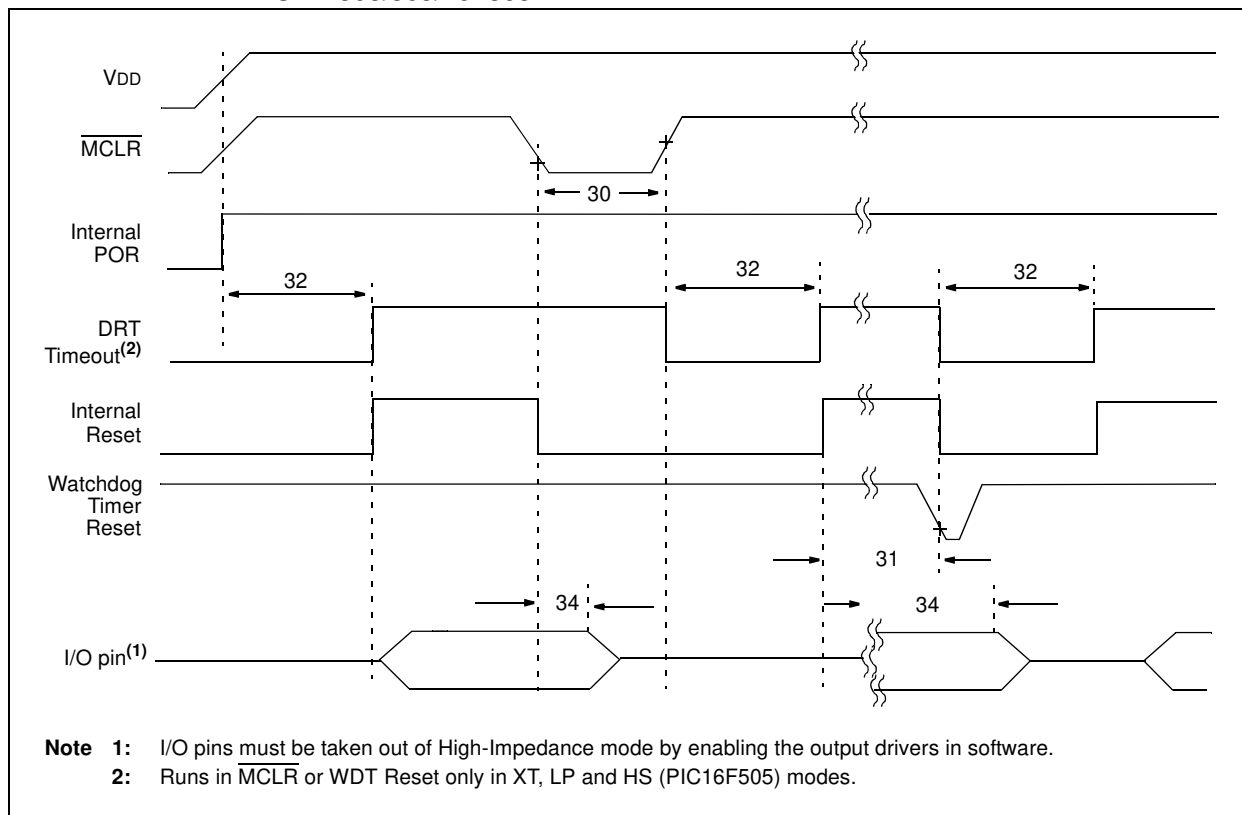 VDD
MCLR
30
Internal
POR
32
32
32
DRT
Timeout(2)
Internal
Reset
Watchdog
Timer
Reset
31
34
34
I/O pin(1)
Note 1: I/O pins must be taken out of High-Impedance mode by enabling the output drivers in software.
2: Runs in MCLR or WDT Reset only in XT, LP and HS (PIC16F505) modes.